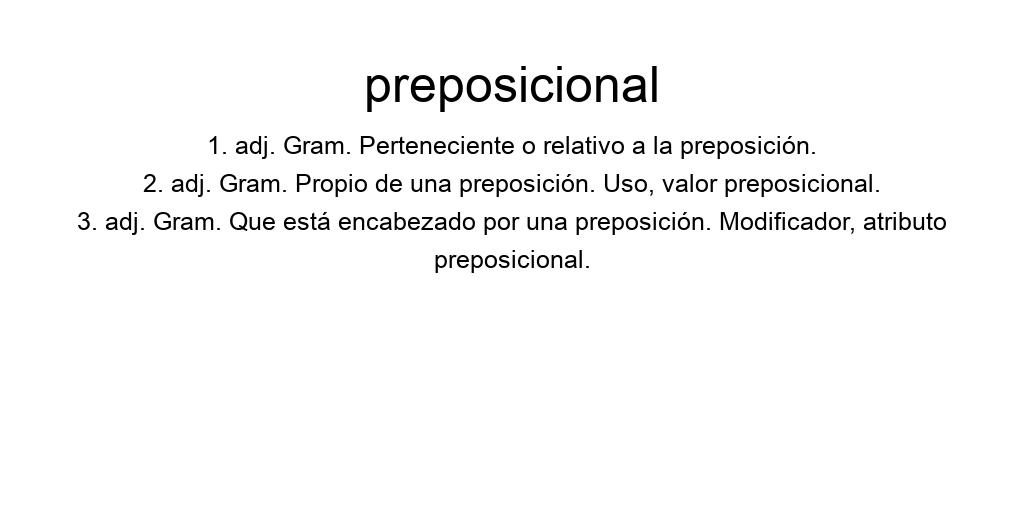 preposicional
1. adj. Gram. Perteneciente o relativo a la preposición.
2. adj. Gram. Propio de una preposición. Uso, valor preposicional.
3. adj. Gram. Que está encabezado por una preposición. Modificador, atributo
preposicional.